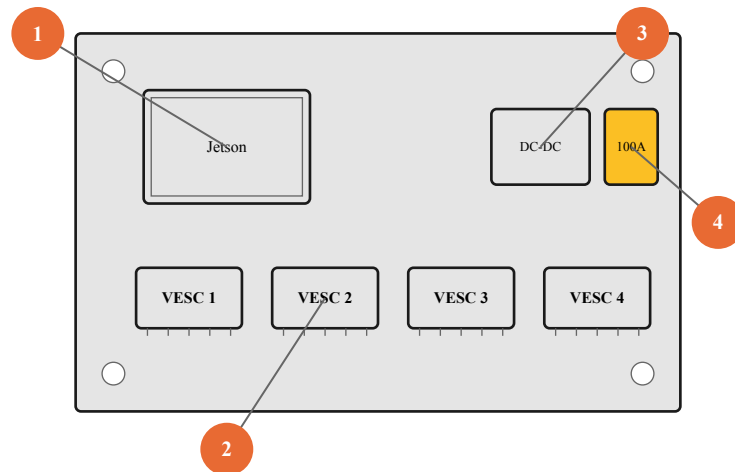 1
3
Jetson
DC-DC
100A
4
VESC 1
VESC 2
VESC 3
VESC 4
2